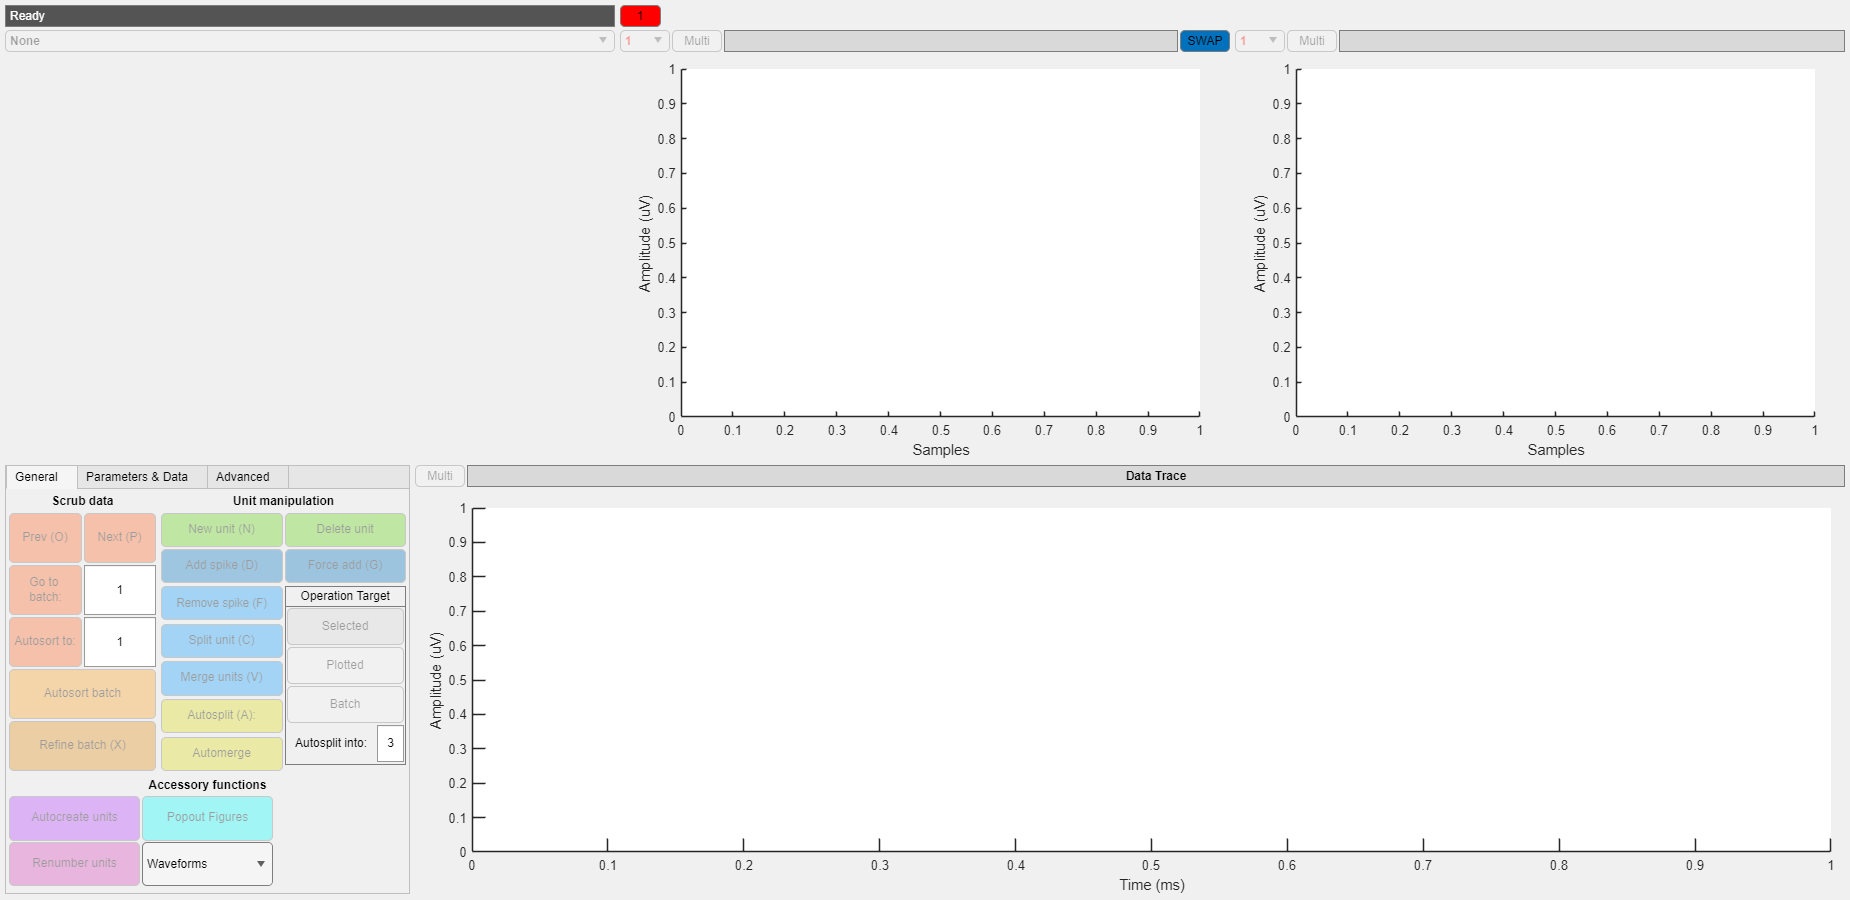 Ready
1
None
1
Multi
SWAP
1
Multi
1
0.9
0.8
0.7
0.6
0.5
0.4
0.3
0.2
0.1
0
Amplitude (uV)
0 0.1 0.2 0.3 0.4 0.5 0.6 0.7 0.8 0.9 1
Samples
1
0.9
0.8
0.7
0.6
0.5
0.4
0.3
0.2
0.1
0
Amplitude (uV)
0 0.1 0.2 0.3 0.4 0.5 0.6 0.7 0.8 0.9 1
Samples
General
Parameters & Data
Advanced
Scrub data
Prev (O)
Next (P)
Go to
batch:
1
Autosort to:
1
Autosort batch
Refine batch (X)
Unit manipulation
New unit (N)
Delete unit
Add spike (D)
Force add (G)
Remove spike (F)
Split unit (C)
Merge units (V)
Autosplit (A):
Automerge
Operation Target
Selected
Plotted
Batch
Autosplit into:
3
Accessory functions
Autocreate units
Popout Figures
Renumber units
Waveforms
Multi
Data Trace
1
0.9
0.8
0.7
0.6
0.5
0.4
0.3
0.2
0.1
0
Amplitude (uV)
0 0.1 0.2 0.3 0.4 0.5 0.6 0.7 0.8 0.9 1
Time (ms)